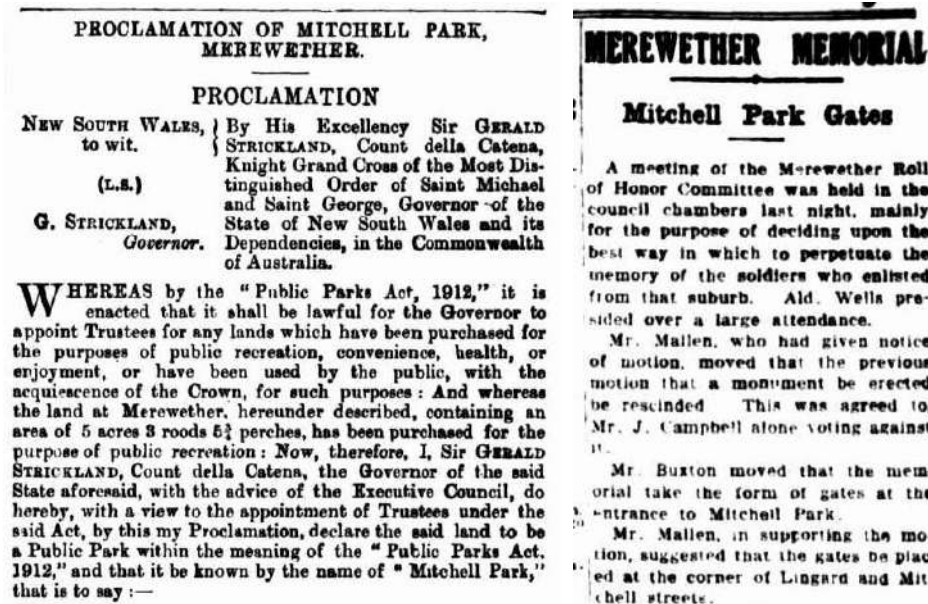 PROCLAMATION OF MITCHELL PARK,
MEREWETHER.
PROCLAMATION
NEW SOUTH WALES,
to wit.
(L.S.)
G. STRICKLAND,
Governor.
By His Excellency Sir GERALD
STRICKLAND, Count della Catena,
Knight Grand Cross of the Most Dis-
tinguished Order of Saint Michael
and Saint George, Governor of the
State of New South Wales and its
Dependencies, in the Commonwealth
of Australia.
WHEREAS by the "Public Parks Act, 1912," it is
enacted that it shall be lawful for the Governor to
appoint Trustees for any lands which have been purchased for
the purposes of public recreation, convenience, health, or
enjoyment, or have been used by the public, with the
acquiescence of the Crown, for such purposes : And whereas
the land at Merewether, hereunder described, containing an
area of 5 acres 3 roods 5¾ perches, has been purchased for the
purpose of public recreation : Now, therefore, I, Sir GERALD
STRICKLAND, Count della Catena, the Governor of the said
State aforesaid, with the advice of the Executive Council, do
hereby, with a view to the appointment of Trustees under the
said Act, by this my Proclamation, declare the said land to be
a Public Park within the meaning of the "Public Parks Act,
1912," and that it be known by the name of "Mitchell Park,"
that is to say :—
MEREWETHER MEMORIAL
Mitchell Park Gates
A meeting of the Merewether Roll
of Honor Committee was held in the
council chambers last night, mainly
for the purpose of deciding upon the
best way in which to perpetuate the
memory of the soldiers who enlisted
from that suburb. Ald. Wells pre-
sided over a large attendance.
Mr. Mallen, who had given notice
of motion, moved that the previous
motion that a monument be erected
be rescinded This was agreed to
Mr. J. Campbell alone voting against
it.
Mr. Buxton moved that the mem
orial take the form of gates at the
entrance to Mitchell Park.
Mr. Mallen, in supporting the mo
tion, suggested that the gates be plac
ed at the corner of Lingard and Mit
chell streets.